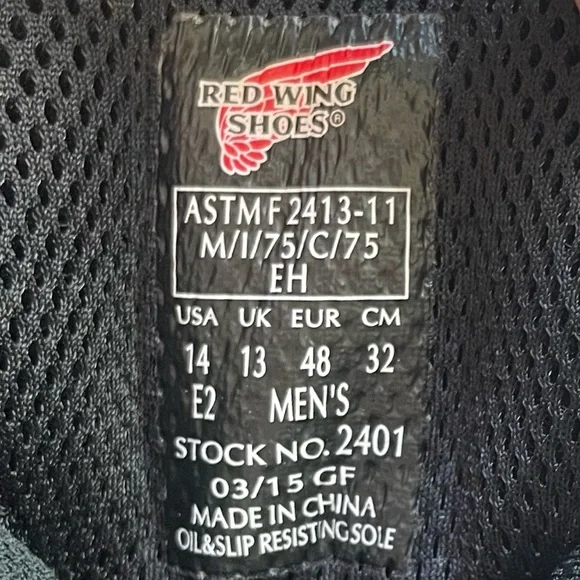 RED WING
SHOES®
ASTM F 2413-11
M/I/75/C/75
EH
USA UK EUR CM
14 13 48 32
E2 MEN'S
STOCK NO. 2401
03/15 GF
MADE IN CHINA
OIL&SLIP RESISTING SOLE